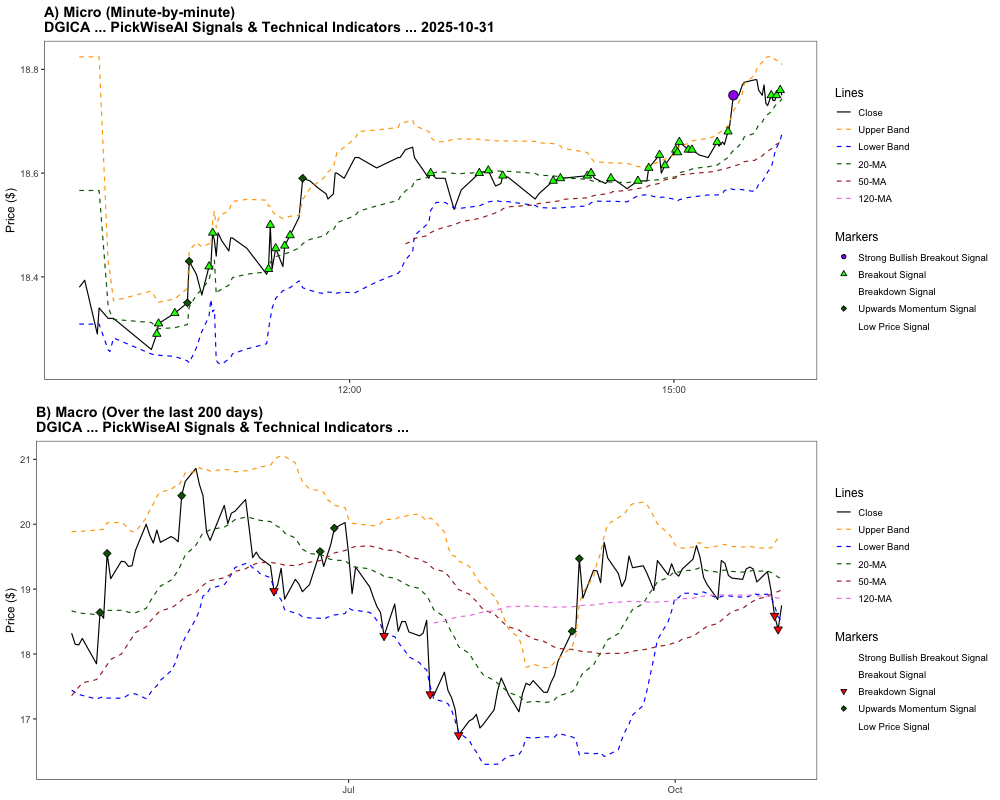 A) Micro (Minute-by-minute)
DGICA ... PickWiseAI Signals & Technical Indicators ... 2025-10-31
Price ($)
18.8
18.6
18.4
12:00
15:00
Lines
Close
Upper Band
Lower Band
20-MA
50-MA
120-MA
Markers
Strong Bullish Breakout Signal
Breakout Signal
Breakdown Signal
Upwards Momentum Signal
Low Price Signal
B) Macro (Over the last 200 days)
DGICA ... PickWiseAI Signals & Technical Indicators ...
Price ($)
21
20
19
18
17
Jul
Oct
Lines
Close
Upper Band
Lower Band
20-MA
50-MA
120-MA
Markers
Strong Bullish Breakout Signal
Breakout Signal
Breakdown Signal
Upwards Momentum Signal
Low Price Signal